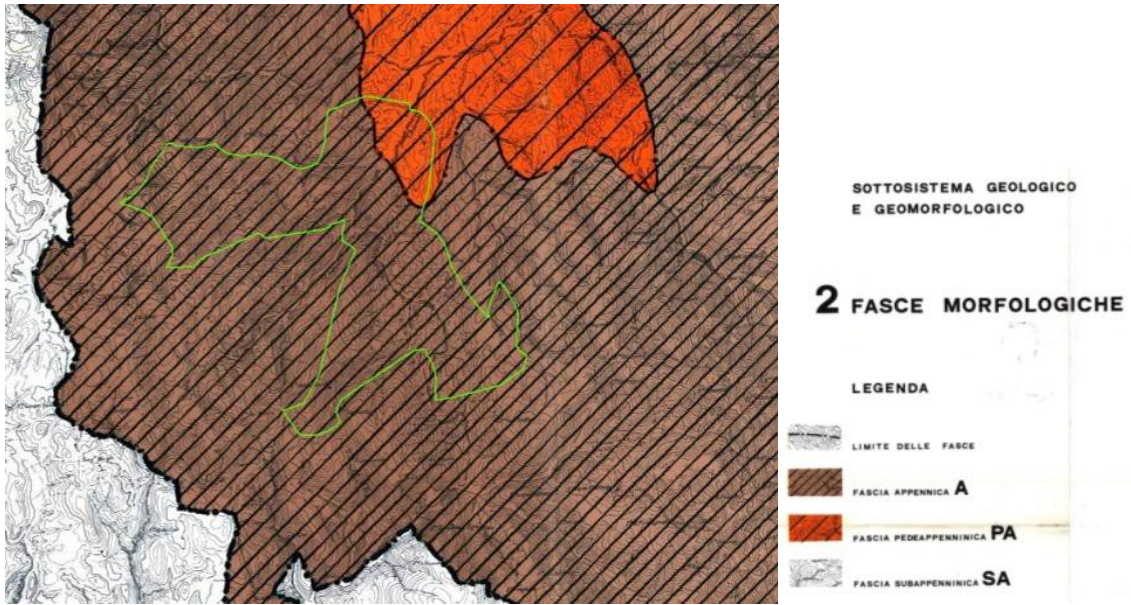 SOTTOSISTEMA GEOLOGICO
E GEOMORFOLOGICO
2 FASCE MORFOLOGICHE
LEGENDA
LIMITE DELLE FASCE
FASCIA APPENNICA A
FASCIA PEDEAPPENNINICA PA
FASCIA SUBAPPENNINICA SA